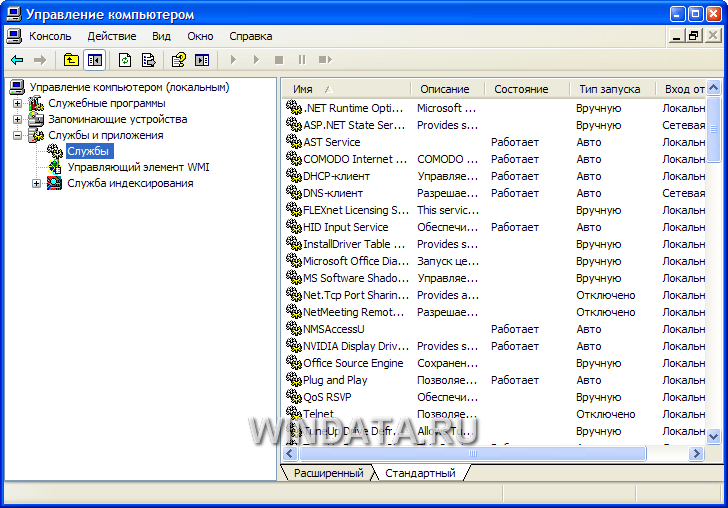 Управление компьютером
Консоль Действие Вид Окно Справка
Управление компьютером (локальным)
Служебные программы
Запоминающие устройства
Службы и приложения
Службы
Управляющий элемент WMI
Служба индексирования
Имя Описание Состояние Тип запуска Вход от
.NET Runtime Opti... Microsoft ... Вручную Локальн
ASP.NET State Ser... Provides s... Вручную Сетевая
AST Service Работает Авто Локальн
COMODO Internet ... COMODO ... Работает Авто Локальн
DHCP-клиент Управляе... Работает Авто Локальн
DNS-клиент Разрешае... Работает Авто Сетевая
FLEXnet Licensing S... This servic... Вручную Локальн
HID Input Service Обеспечи... Работает Авто Локальн
InstallDriver Table ... Provides s... Вручную Локальн
Microsoft Office Dia... Запуск це... Вручную Локальн
MS Software Shado... Управляе... Вручную Локальн
Net.Tcp Port Sharin... Provides a... Отключено Локальн
NetMeeting Remot... Разрешае... Отключено Локальн
NMSAccessU Работает Авто Локальн
NVIDIA Display Driv... Provides s... Работает Авто Локальн
Office Source Engine Сохранен... Вручную Локальн
Plug and Play Позволяе... Работает Авто Локальн
QoS RSVP Обеспечи... Вручную Локальн
Telnet Позволяе... Отключено Локальн
TuneUp Drive Defr... Allows Tu... Вручную Локальн
WINDATA.RU
Расширенный Стандартный